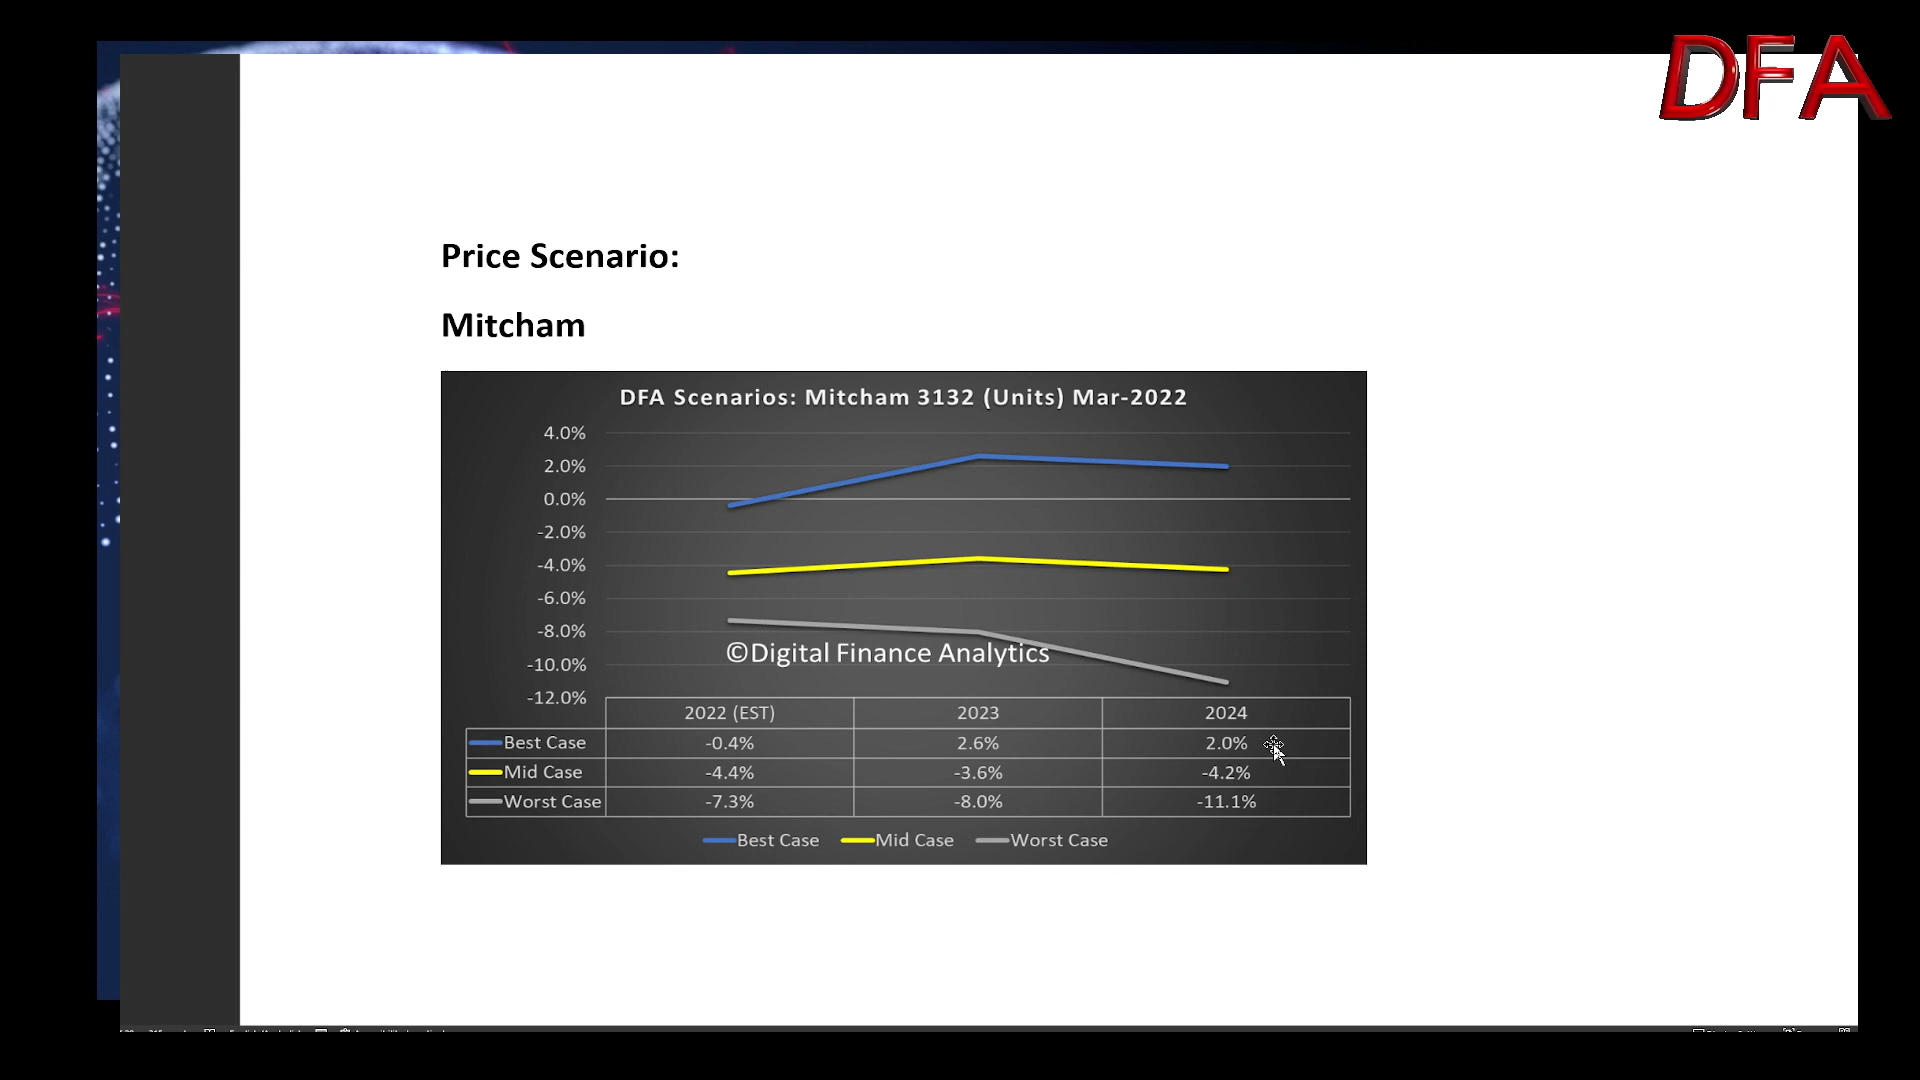 DFA
Price Scenario:
Mitcham
DFA Scenarios: Mitcham 3132 (Units) Mar-2022
4.0%
2.0%
0.0%
-2.0%
-4.0%
-6.0%
-8.0%
-10.0%
-12.0%
©Digital Finance Analytics
2022 (EST) 2023 2024
Best Case -0.4% 2.6% 2.0%
Mid Case -4.4% -3.6% -4.2%
Worst Case -7.3% -8.0% -11.1%
Best Case Mid Case Worst Case